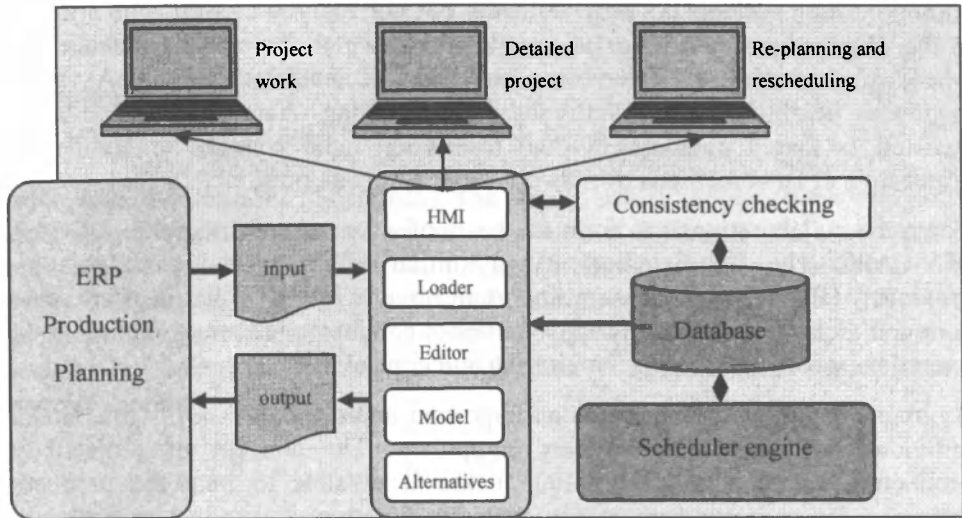 Project
work
Detailed
project
Re-planning and
rescheduling
ERP
Production
Planning
input
output
HMI
Loader
Editor
Model
Alternatives
Consistency checking
Database
Scheduler engine